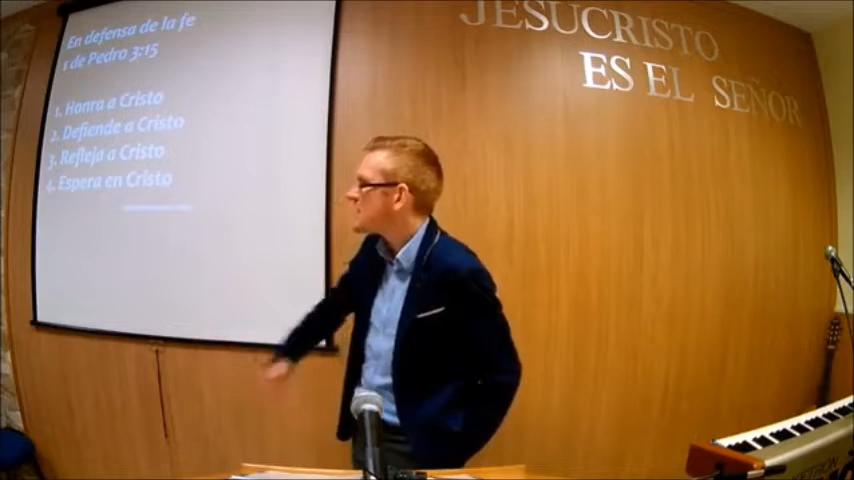 En defensa de la fe
1 de Pedro 3:15
1. Honra a Cristo
2. Defiende a Cristo
3. Refleja a Cristo
4. Espera en Cristo
JESUCRISTO
ES EL SEÑOR